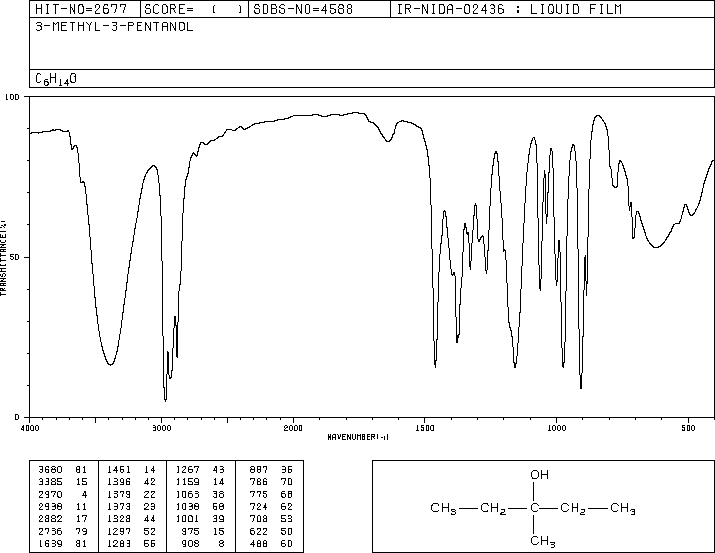 HIT-NO=2677 SCORE= ( ) SDBS-NO=4588 IR-NIDA-02436 : LIQUID FILM
3-METHYL-3-PENTANOL
C6H14O
100
TRANSMITTANCE(%)
50
0
4000 3000 2000 1500 1000 500
WAVENUMBER(-1)
3680 81 1461 14 1267 43 887 36
3385 15 1396 42 1159 14 786 70
2970 4 1379 22 1063 38 775 68
2938 11 1373 23 1038 58 724 62
2882 17 1328 44 1001 39 708 53
2736 79 1297 52 975 15 622 50
1639 81 1283 55 908 8 488 60
OH
CH3 CH2 C CH2 CH3
CH3